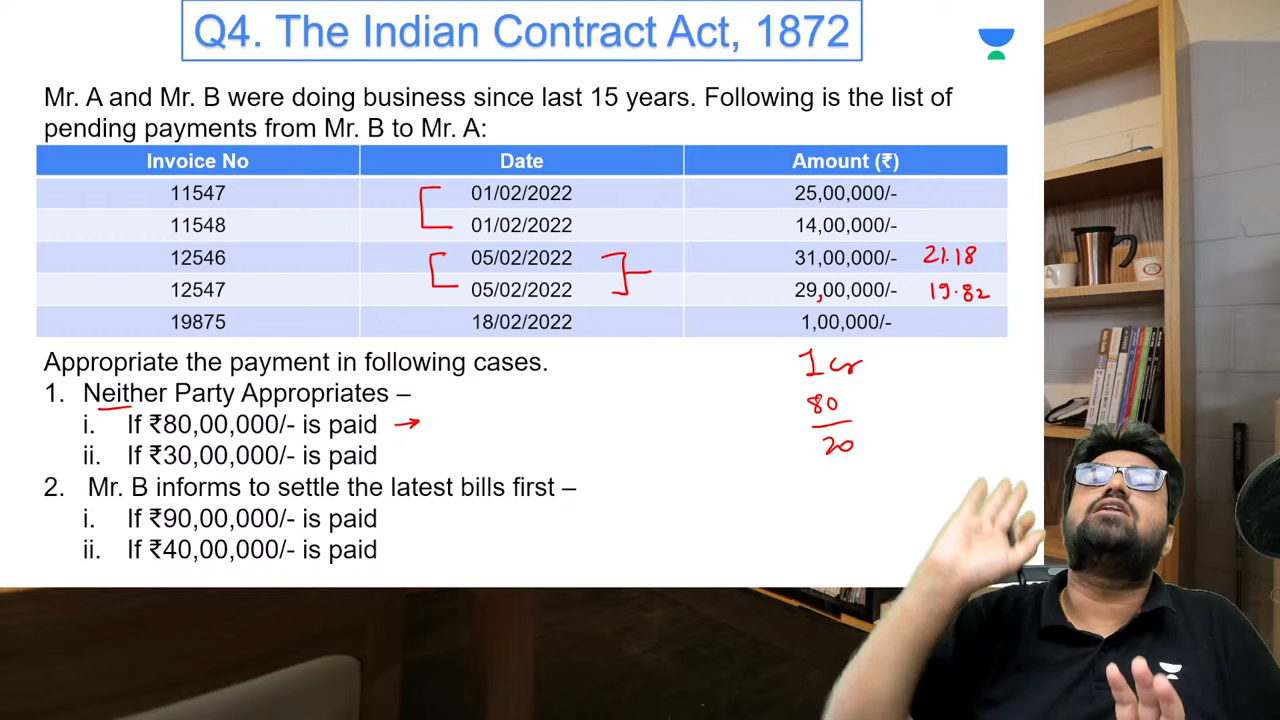 Q4. The Indian Contract Act, 1872
Mr. A and Mr. B were doing business since last 15 years. Following is the list of
pending payments from Mr. B to Mr. A:
Invoice No Date Amount (₹)
11547 01/02/2022 25,00,000/-
11548 01/02/2022 14,00,000/-
12546 05/02/2022 31,00,000/- 21.18
12547 05/02/2022 29,00,000/- 19.82
19875 18/02/2022 1,00,000/-
Appropriate the payment in following cases.
1 cr
1. Neither Party Appropriates –
80
i. If ₹80,00,000/- is paid →
20
ii. If ₹30,00,000/- is paid
2. Mr. B informs to settle the latest bills first –
i. If ₹90,00,000/- is paid
ii. If ₹40,00,000/- is paid